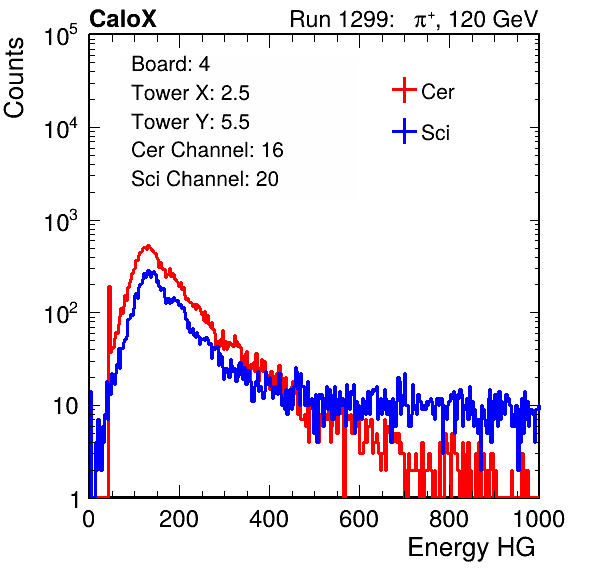 CaloX Run 1299: π⁺, 120 GeV
Counts
Board: 4
Tower X: 2.5
Tower Y: 5.5
Cer Channel: 16
Sci Channel: 20
Cer
Sci
10⁵
10⁴
10³
10²
10
1
0 200 400 600 800 1000
Energy HG